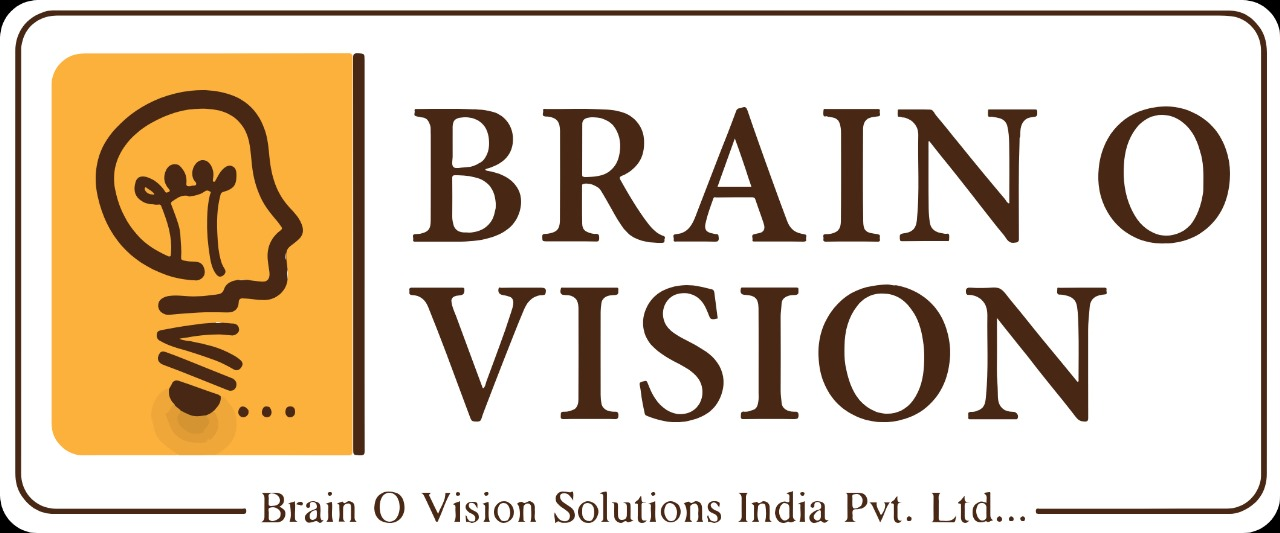 BRAIN O
VISION
Brain O Vision Solutions India Pvt. Ltd...